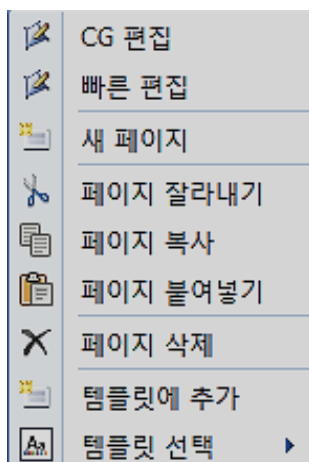 CG 편집
빠른 편집
새 페이지
페이지 잘라내기
페이지 복사
페이지 붙여넣기
페이지 삭제
템플릿에 추가
템플릿 선택